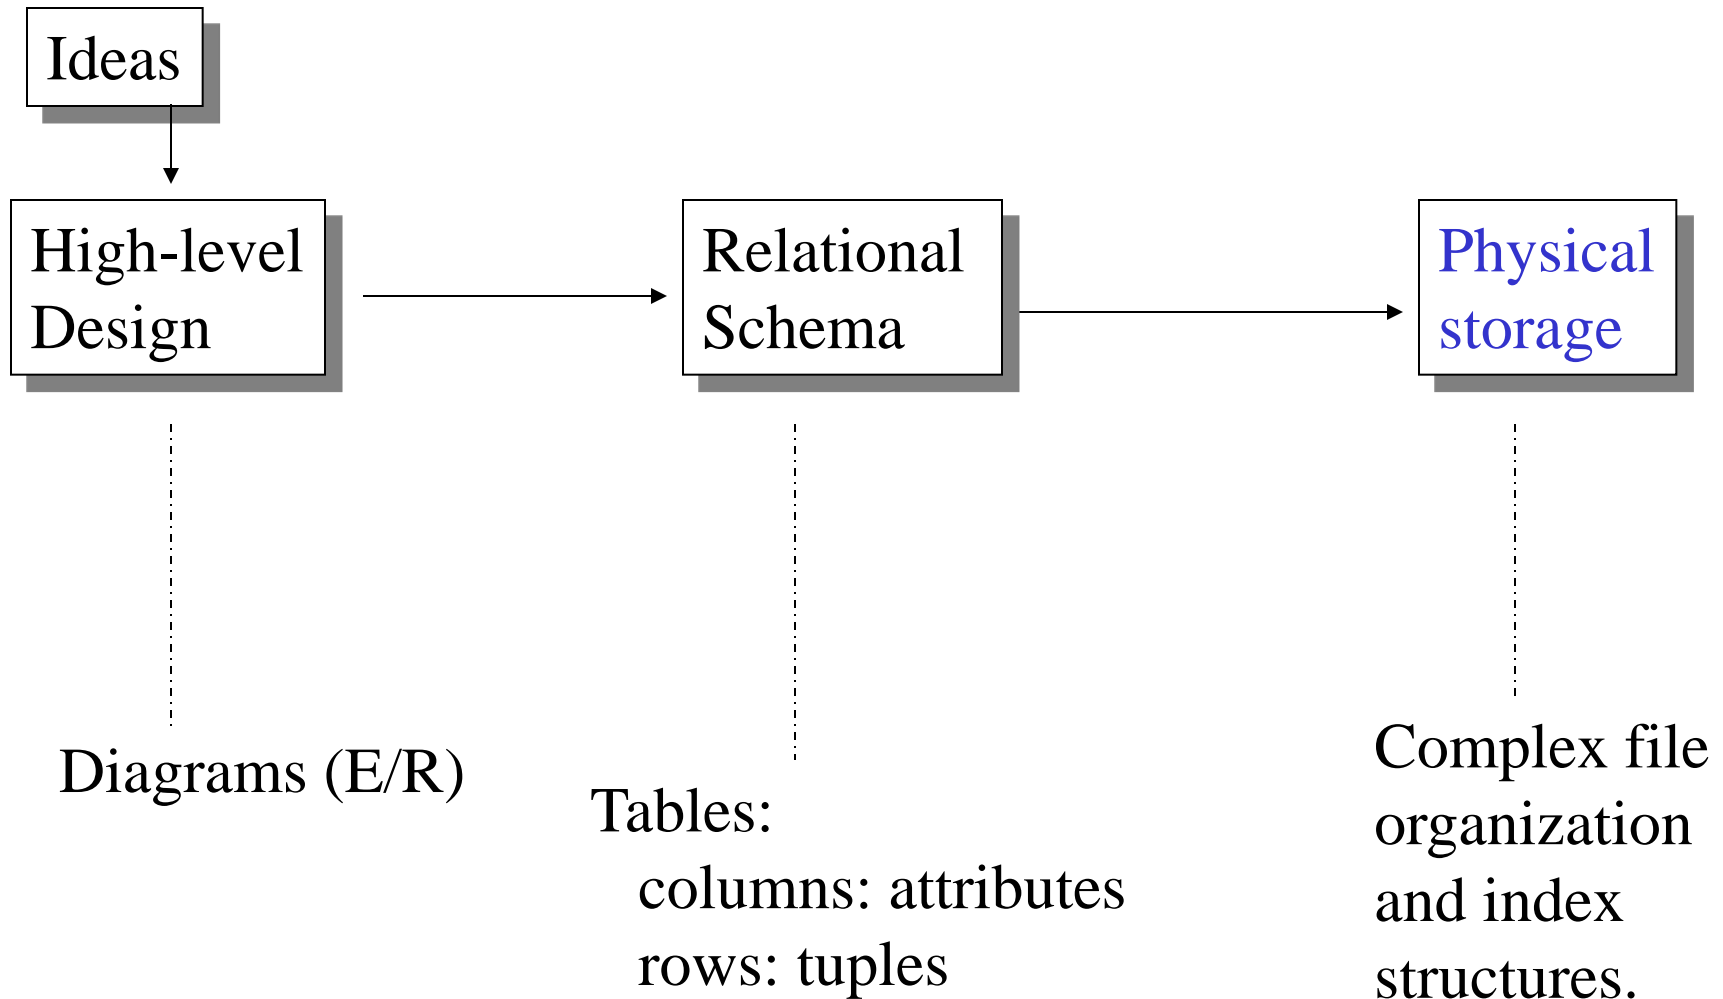 Ideas
High-level
Design
Relational
Schema
Physical
storage
Diagrams (E/R)
Tables:
columns: attributes
rows: tuples
Complex file
organization
and index
structures.